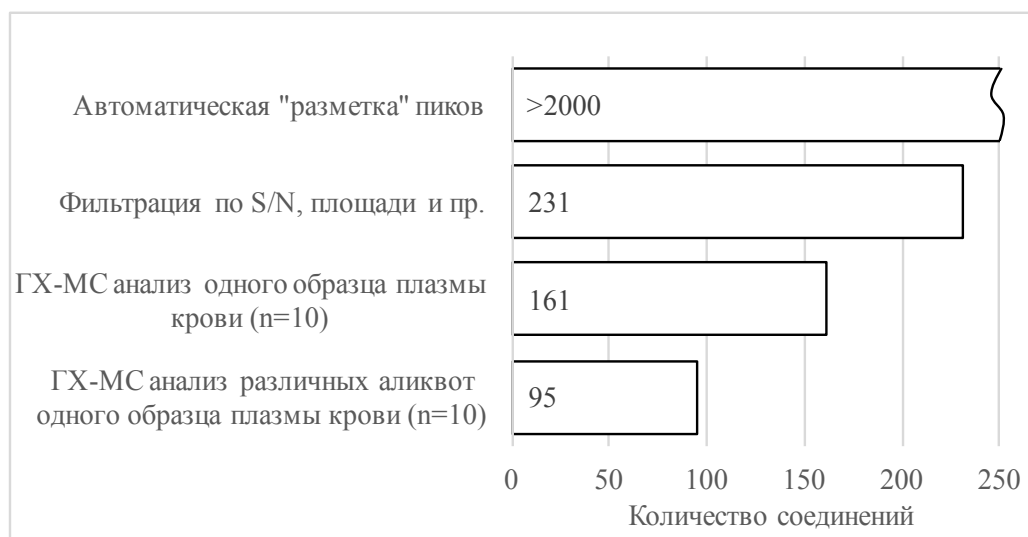 Автоматическая "разметка" пиков
>2000
Фильтрация по S/N, площади и пр.
231
ГХ-МС анализ одного образца плазмы
крови (n=10)
161
ГХ-МС анализ различных аликвот
одного образца плазмы крови (n=10)
95
0 50 100 150 200 250
Количество соединений